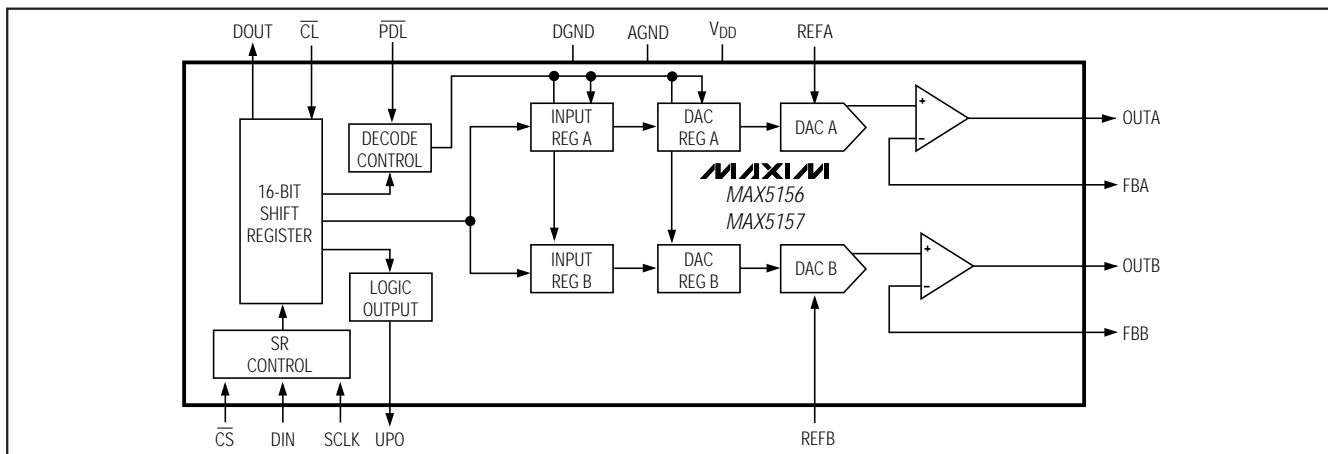 DOUT
CL
PDL
DGND
AGND
VDD
REFA
16-BIT
SHIFT
REGISTER
DECODE
CONTROL
INPUT
REG A
DAC
REG A
DAC A
+
−
OUTA
FBA
MAXIM
MAX5156
MAX5157
INPUT
REG B
DAC
REG B
DAC B
+
−
OUTB
FBB
LOGIC
OUTPUT
SR
CONTROL
CS
DIN
SCLK
UPO
REFB